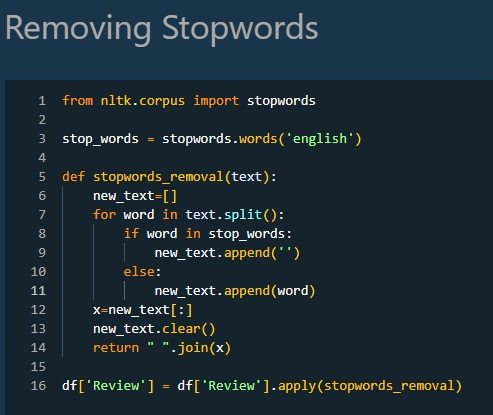 Removing Stopwords
1 from nltk.corpus import stopwords
2
3 stop_words = stopwords.words('english')
4
5 def stopwords_removal(text):
6     new_text=[]
7     for word in text.split():
8         if word in stop_words:
9             new_text.append('')
10         else:
11             new_text.append(word)
12     x=new_text[:]
13     new_text.clear()
14     return " ".join(x)
15
16 df['Review'] = df['Review'].apply(stopwords_removal)